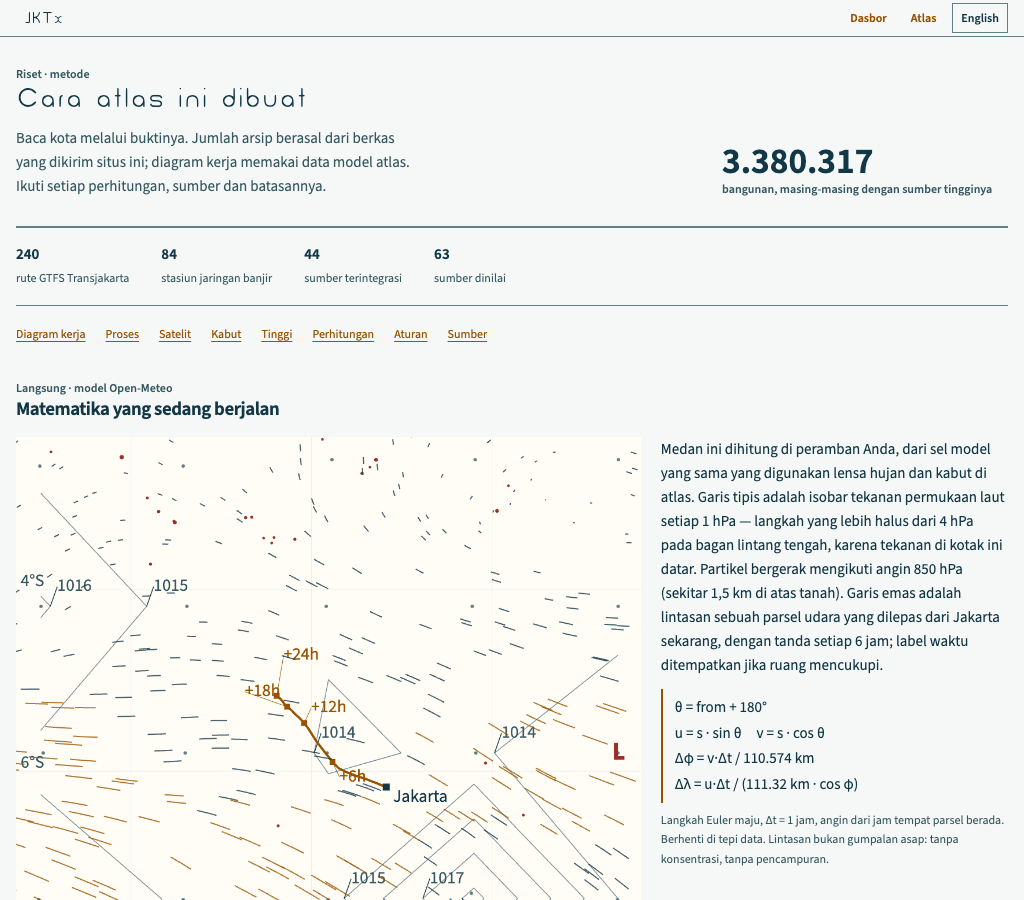 JKTx
Dasbor
Atlas
English
Riset · metode
Cara atlas ini dibuat
Baca kota melalui buktinya. Jumlah arsip berasal dari berkas
yang dikirim situs ini; diagram kerja memakai data model atlas.
Ikuti setiap perhitungan, sumber dan batasannya.
3.380.317
bangunan, masing-masing dengan sumber tingginya
240
rute GTFS Transjakarta
84
stasiun jaringan banjir
44
sumber terintegrasi
63
sumber dinilai
Diagram kerja
Proses
Satelit
Kabut
Tinggi
Perhitungan
Aturan
Sumber
Langsung · model Open-Meteo
Matematika yang sedang berjalan
4°S
1016
1015
+24h
+18h
+12h
1014
1014
L
6°S
+6h
Jakarta
1015
1017
Medan ini dihitung di peramban Anda, dari sel model
yang sama yang digunakan lensa hujan dan kabut di
atlas. Garis tipis adalah isobar tekanan permukaan laut
setiap 1 hPa — langkah yang lebih halus dari 4 hPa
pada bagan lintang tengah, karena tekanan di kotak ini
datar. Partikel bergerak mengikuti angin 850 hPa
(sekitar 1,5 km di atas tanah). Garis emas adalah
lintasan sebuah parsel udara yang dilepas dari Jakarta
sekarang, dengan tanda setiap 6 jam; label waktu
ditempatkan jika ruang mencukupi.
θ = from + 180°
u = s · sin θ  v = s · cos θ
Δφ = v·Δt / 110.574 km
Δλ = u·Δt / (111.32 km · cos φ)
Langkah Euler maju, Δt = 1 jam, angin dari jam tempat parsel berada.
Berhenti di tepi data. Lintasan bukan gumpalan asap: tanpa
konsentrasi, tanpa pencampuran.